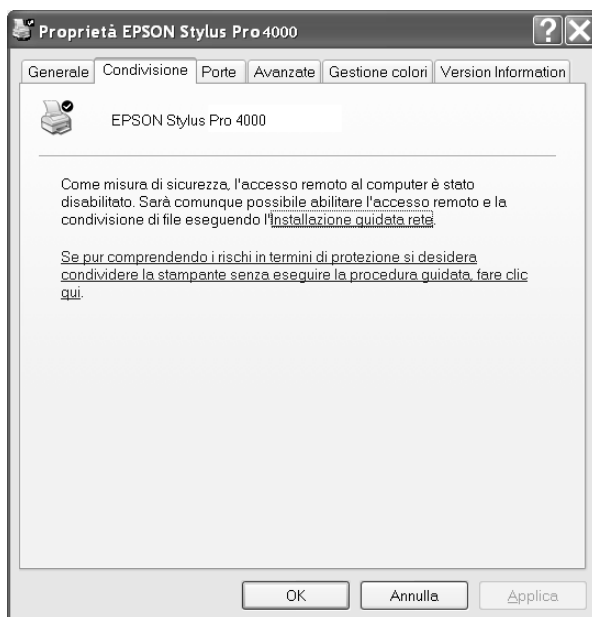 Proprietà EPSON Stylus Pro 4000
Generale Condivisione Porte Avanzate Gestione colori Version Information
EPSON Stylus Pro 4000
Come misura di sicurezza, l'accesso remoto al computer è stato
disabilitato. Sarà comunque possibile abilitare l'accesso remoto e la
condivisione di file eseguendo l'Installazione guidata rete.
Se pur comprendendo i rischi in termini di protezione si desidera
condividere la stampante senza eseguire la procedura guidata, fare clic
qui.
OK Annulla Applica